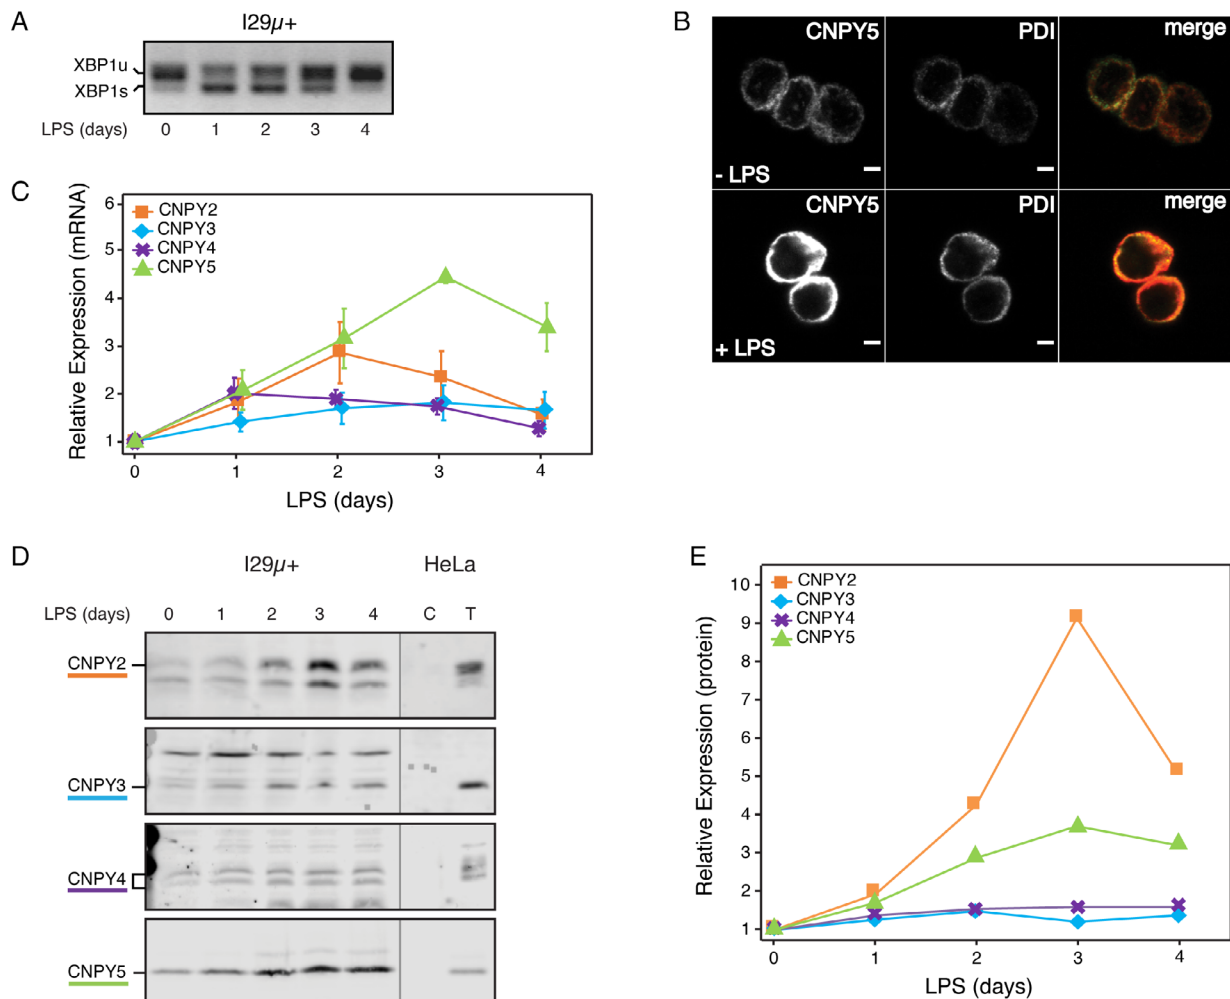 A
I29μ+
XBP1u
XBP1s
LPS (days) 0 1 2 3 4
B
CNPY5 PDI merge
- LPS
CNPY5 PDI merge
+ LPS
C
Relative Expression (mRNA)
6
5
4
3
2
1
CNPY2
CNPY3
CNPY4
CNPY5
0 1 2 3 4
LPS (days)
D
I29μ+ HeLa
LPS (days) 0 1 2 3 4 C T
CNPY2
CNPY3
CNPY4
CNPY5
E
Relative Expression (protein)
10
9
8
7
6
5
4
3
2
1
CNPY2
CNPY3
CNPY4
CNPY5
0 1 2 3 4
LPS (days)